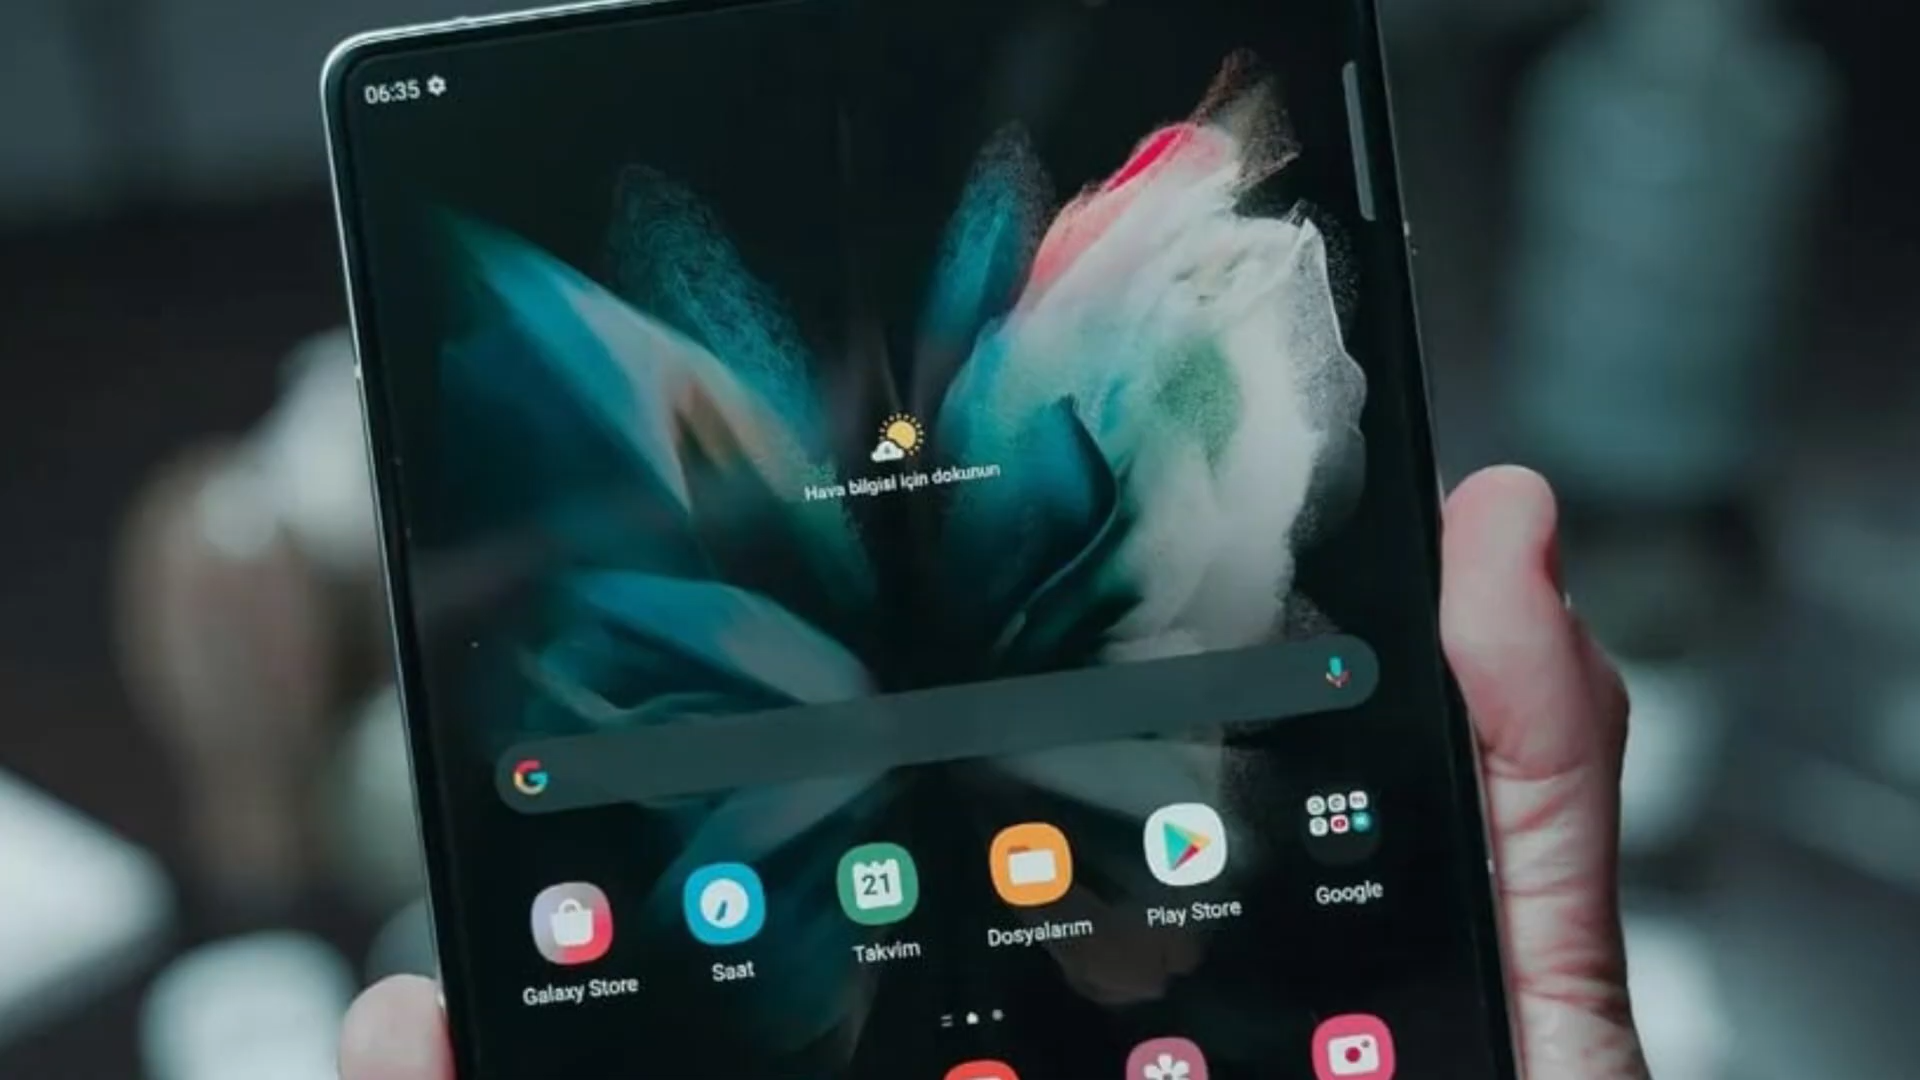 06:35
Hava bilgisi için dokunun
G
Galaxy Store
Saat
21
Takvim
Dosyalarım
Play Store
Google